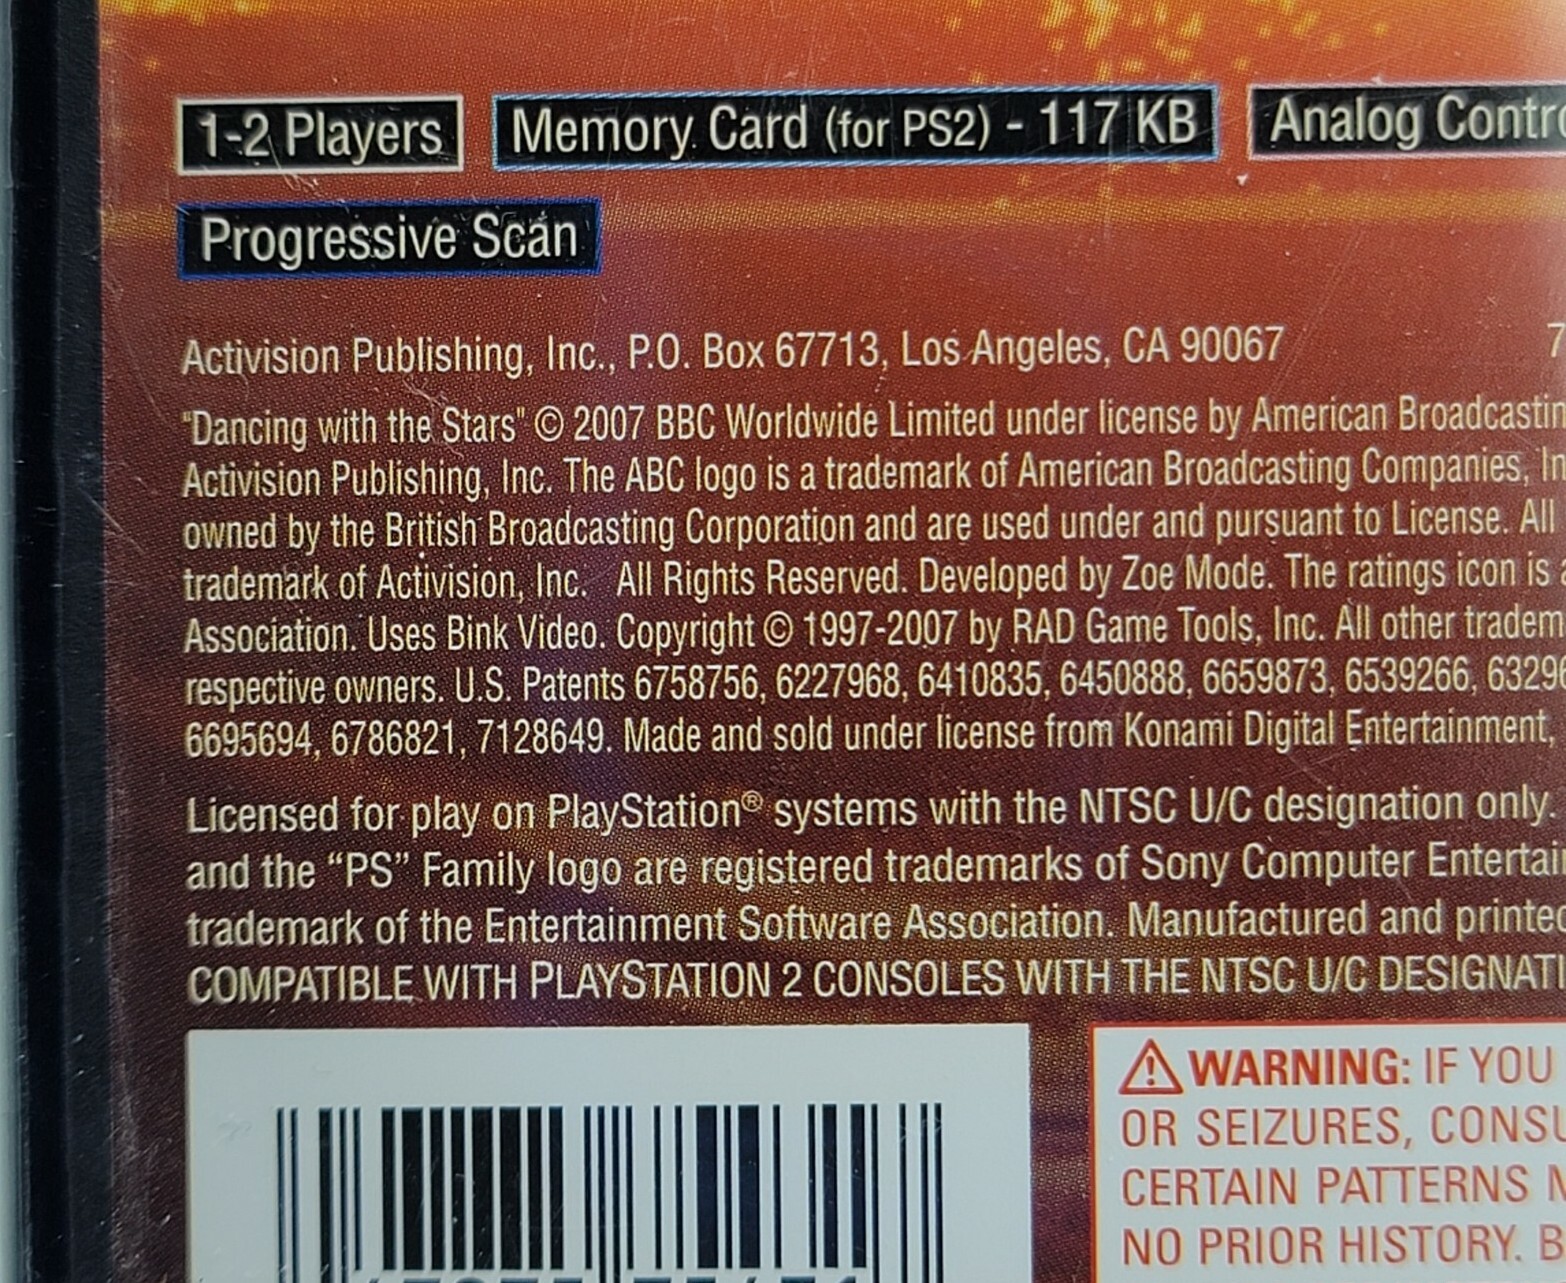 1-2 Players Memory Card (for PS2) - 117 KB Analog Contr
Progressive Scan
Activision Publishing, Inc., P.O. Box 67713, Los Angeles, CA 90067 7
"Dancing with the Stars" © 2007 BBC Worldwide Limited under license by American Broadcastin
Activision Publishing, Inc. The ABC logo is a trademark of American Broadcasting Companies, In
owned by the British Broadcasting Corporation and are used under and pursuant to License. All
trademark of Activision, Inc. All Rights Reserved. Developed by Zoe Mode. The ratings icon is a
Association. Uses Bink Video. Copyright © 1997-2007 by RAD Game Tools, Inc. All other tradem
respective owners. U.S. Patents 6758756, 6227968, 6410835, 6450888, 6659873, 6539266, 63296
6695694, 6786821, 7128649. Made and sold under license from Konami Digital Entertainment,
Licensed for play on PlayStation® systems with the NTSC U/C designation only.
and the “PS” Family logo are registered trademarks of Sony Computer Entertai
trademark of the Entertainment Software Association. Manufactured and printe
COMPATIBLE WITH PLAYSTATION 2 CONSOLES WITH THE NTSC U/C DESIGNATI
WARNING: IF YOU
OR SEIZURES, CONSU
CERTAIN PATTERNS M
NO PRIOR HISTORY. B